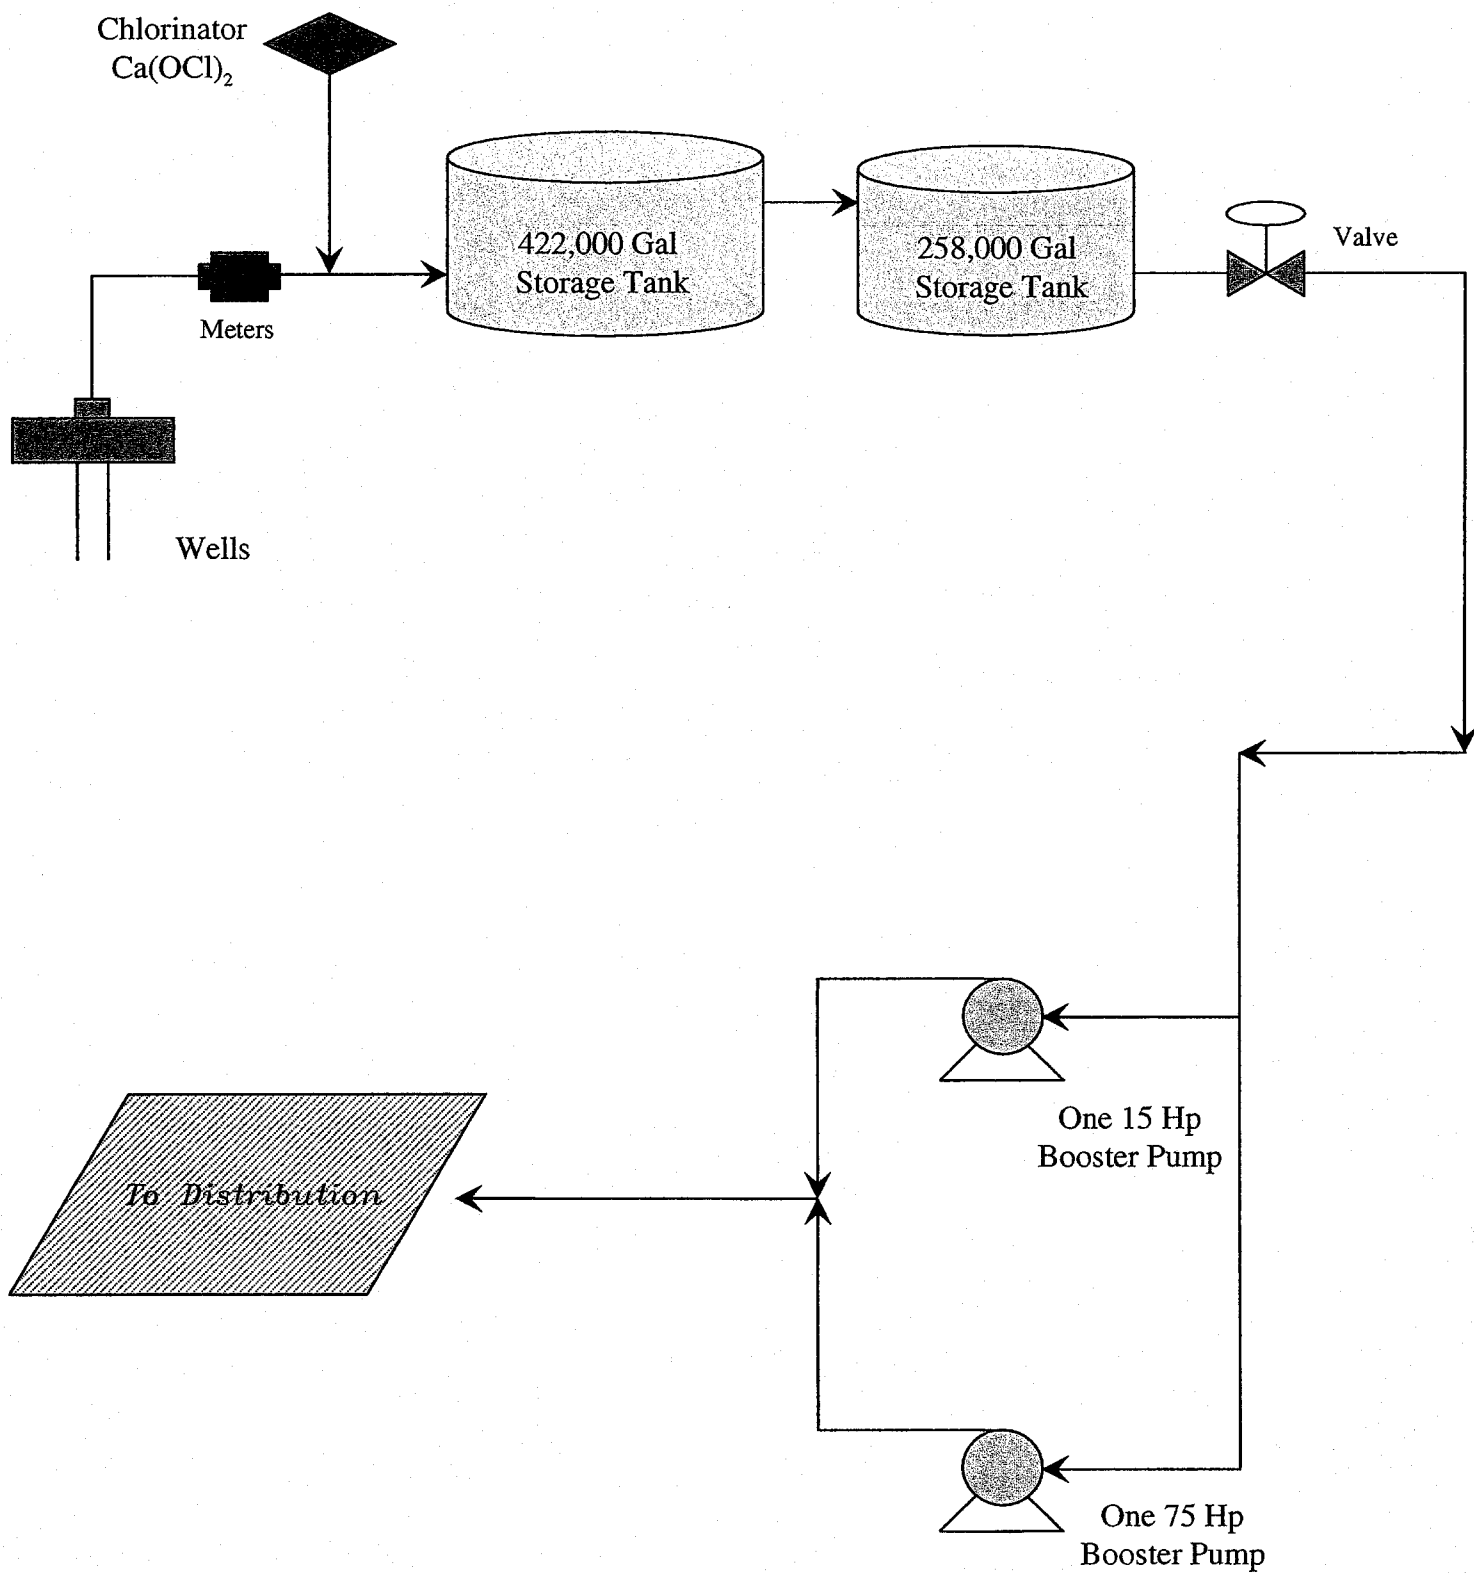 Chlorinator
Ca(OCl)₂
422,000 Gal
Storage Tank
258,000 Gal
Storage Tank
Valve
Meters
Wells
One 15 Hp
Booster Pump
To Distribution
One 75 Hp
Booster Pump